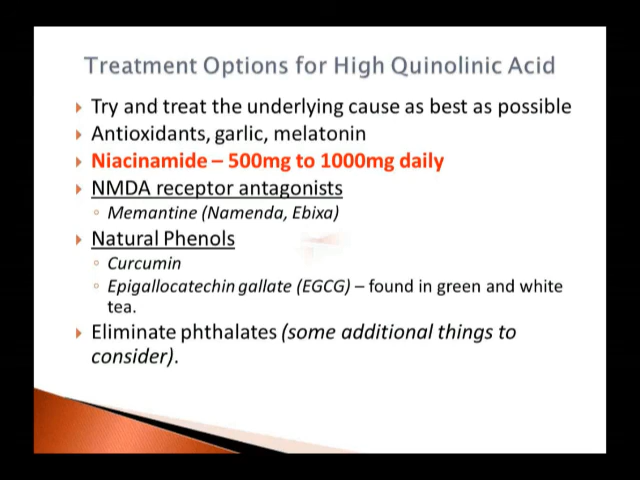 Treatment Options for High Quinolinic Acid
Try and treat the underlying cause as best as possible
Antioxidants, garlic, melatonin
Niacinamide – 500mg to 1000mg daily
NMDA receptor antagonists
Memantine (Namenda, Ebixa)
Natural Phenols
Curcumin
Epigallocatechin gallate (EGCG) – found in green and white
tea.
Eliminate phthalates (some additional things to
consider).